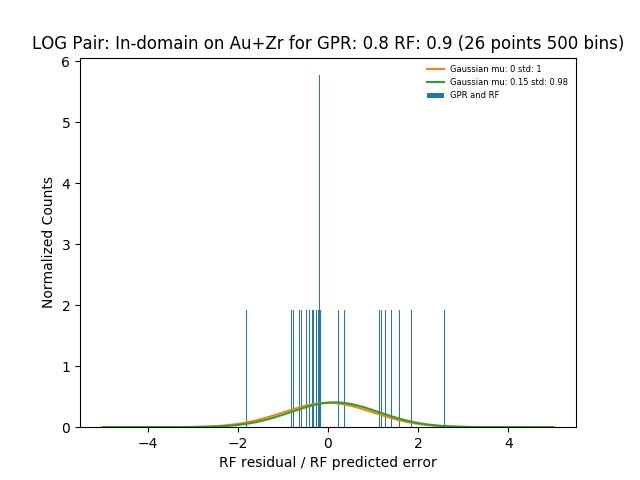 LOG Pair: In-domain on Au+Zr for GPR: 0.8 RF: 0.9 (26 points 500 bins)
Gaussian mu: 0 std: 1
Gaussian mu: 0.15 std: 0.98
GPR and RF
Normalized Counts
6
5
4
3
2
1
0
−4
−2
0
2
4
RF residual / RF predicted error